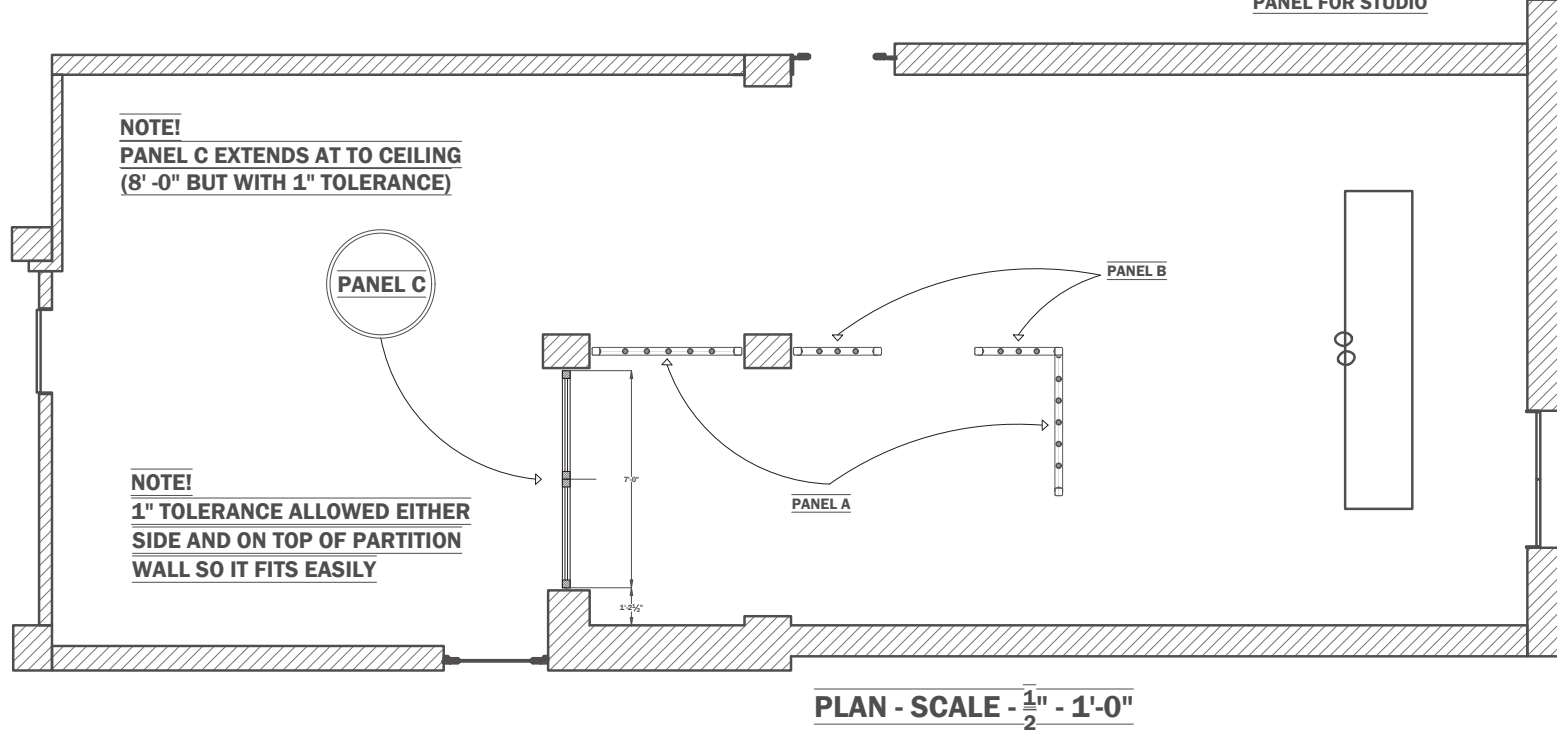 PANEL FOR STUDIO
NOTE!
PANEL C EXTENDS AT TO CEILING
(8' -0" BUT WITH 1" TOLERANCE)
PANEL C
PANEL B
NOTE!
1" TOLERANCE ALLOWED EITHER
SIDE AND ON TOP OF PARTITION
WALL SO IT FITS EASILY
7'-0"
PANEL A
1'-2½"
PLAN - SCALE - ½" - 1'-0"